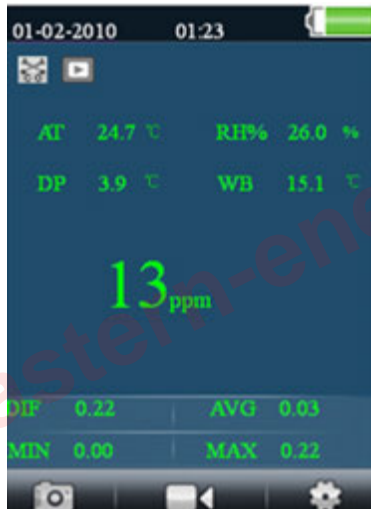 01-02-2010 01:23
AT 24.7 ℃ RH% 26.0 %
DP 3.9 ℃ WB 15.1 ℃
13ppm
DIF 0.22 AVG 0.03
MIN 0.00 MAX 0.22